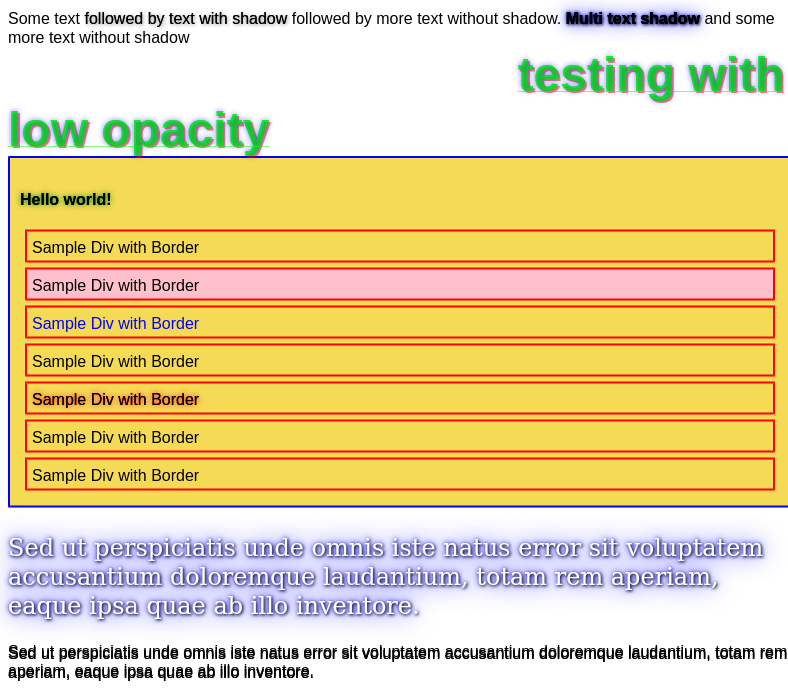 Some text followed by text with shadow followed by more text without shadow. Multi text shadow and some
more text without shadow
testing with
low opacity
Hello world!
Sample Div with Border
Sample Div with Border
Sample Div with Border
Sample Div with Border
Sample Div with Border
Sample Div with Border
Sample Div with Border
Sed ut perspiciatis unde omnis iste natus error sit voluptatem
accusantium doloremque laudantium, totam rem aperiam,
eaque ipsa quae ab illo inventore.
Sed ut perspiciatis unde omnis iste natus error sit voluptatem accusantium doloremque laudantium, totam rem
aperiam, eaque ipsa quae ab illo inventore.